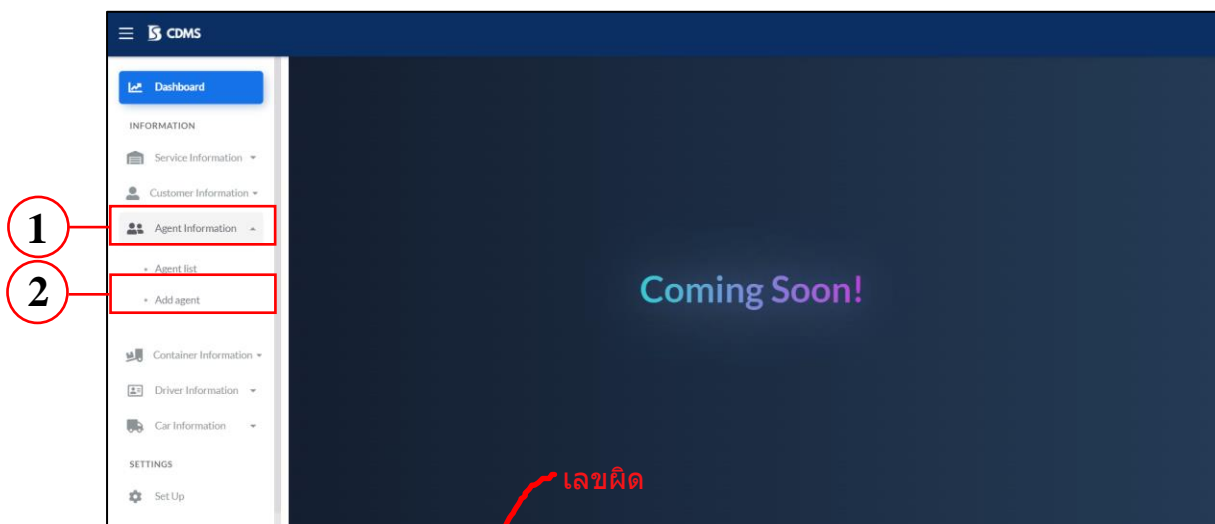 CDMS
Dashboard
INFORMATION
Service Information
Customer Information
1
Agent Information
Agent list
2
Add agent
Coming Soon!
Container Information
Driver Information
Car Information
SETTINGS
เลขผิด
Set Up